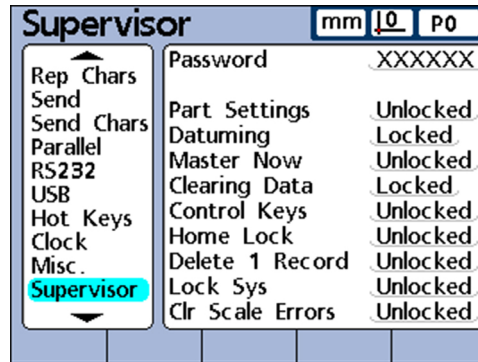 Supervisor mm 0 P0
Rep Chars
Send
Send Chars
Parallel
RS232
USB
Hot Keys
Clock
Misc.
Supervisor
Password XXXXXX
Part Settings Unlocked
Datuming Locked
Master Now Unlocked
Clearing Data Locked
Control Keys Unlocked
Home Lock Unlocked
Delete 1 Record Unlocked
Lock Sys Unlocked
Clr Scale Errors Unlocked